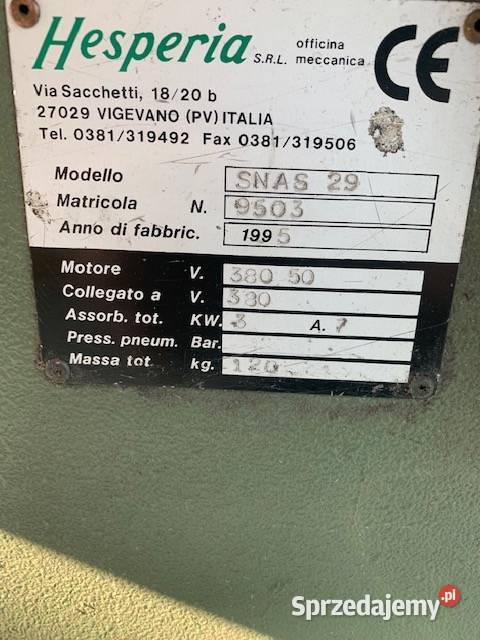 Hesperia S.R.L. officina meccanica CE
Via Sacchetti, 18/20 b
27029 VIGEVANO (PV) ITALIA
Tel. 0381/319492 Fax 0381/319506
Modello SNAS 29
Matricola N. 9503
Anno di fabbric. 1995
Motore V. 380 50
Collegato a V. 380
Assorb. tot. KW. 3 A. 7
Press. pneum. Bar.
Massa tot. kg. 120
Sprzedajemy.pl